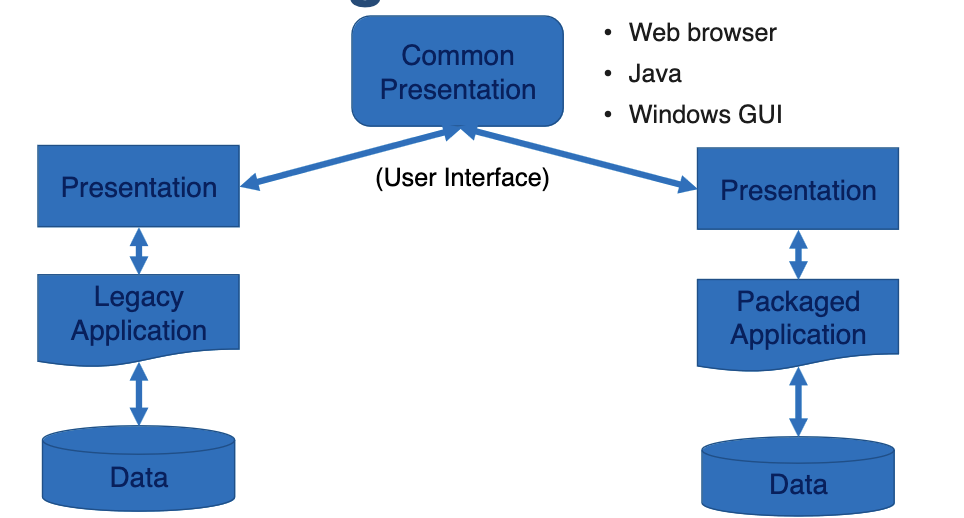 Common
Presentation
• Web browser
• Java
• Windows GUI
(User Interface)
Presentation
Presentation
Legacy
Application
Packaged
Application
Data
Data